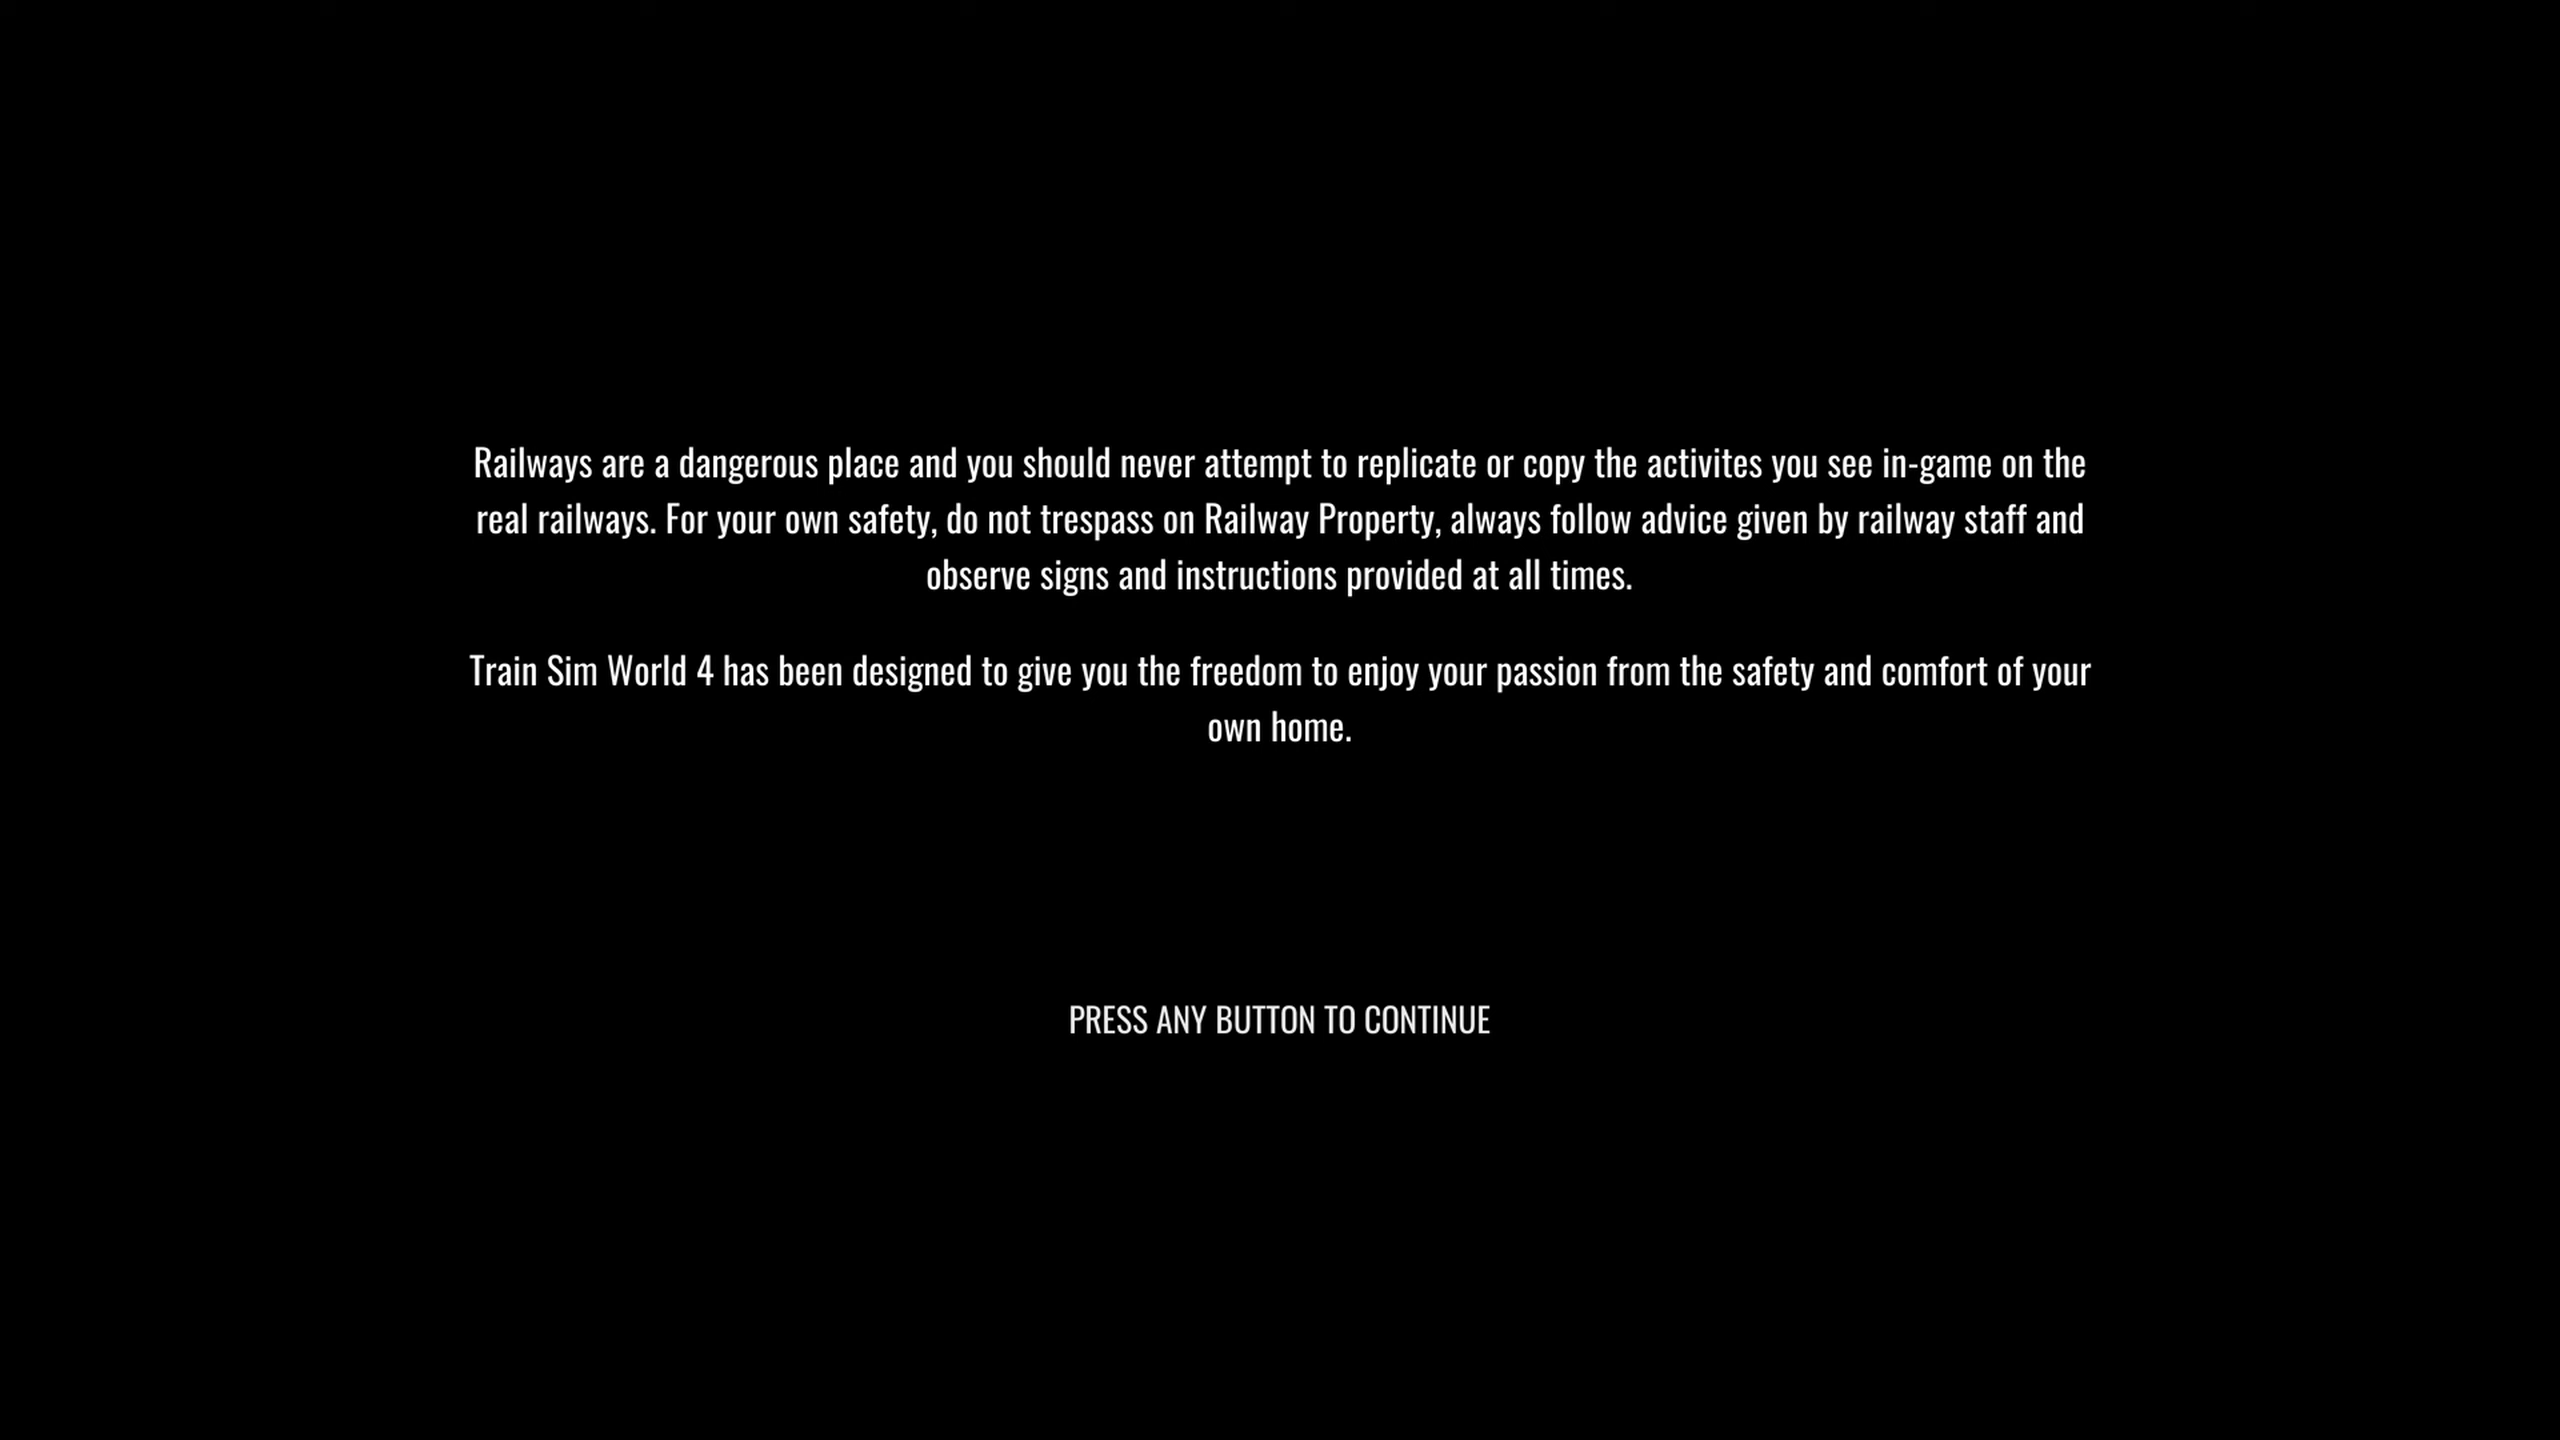 Railways are a dangerous place and you should never attempt to replicate or copy the activites you see in-game on the
real railways. For your own safety, do not trespass on Railway Property, always follow advice given by railway staff and
observe signs and instructions provided at all times.
Train Sim World 4 has been designed to give you the freedom to enjoy your passion from the safety and comfort of your
own home.
PRESS ANY BUTTON TO CONTINUE